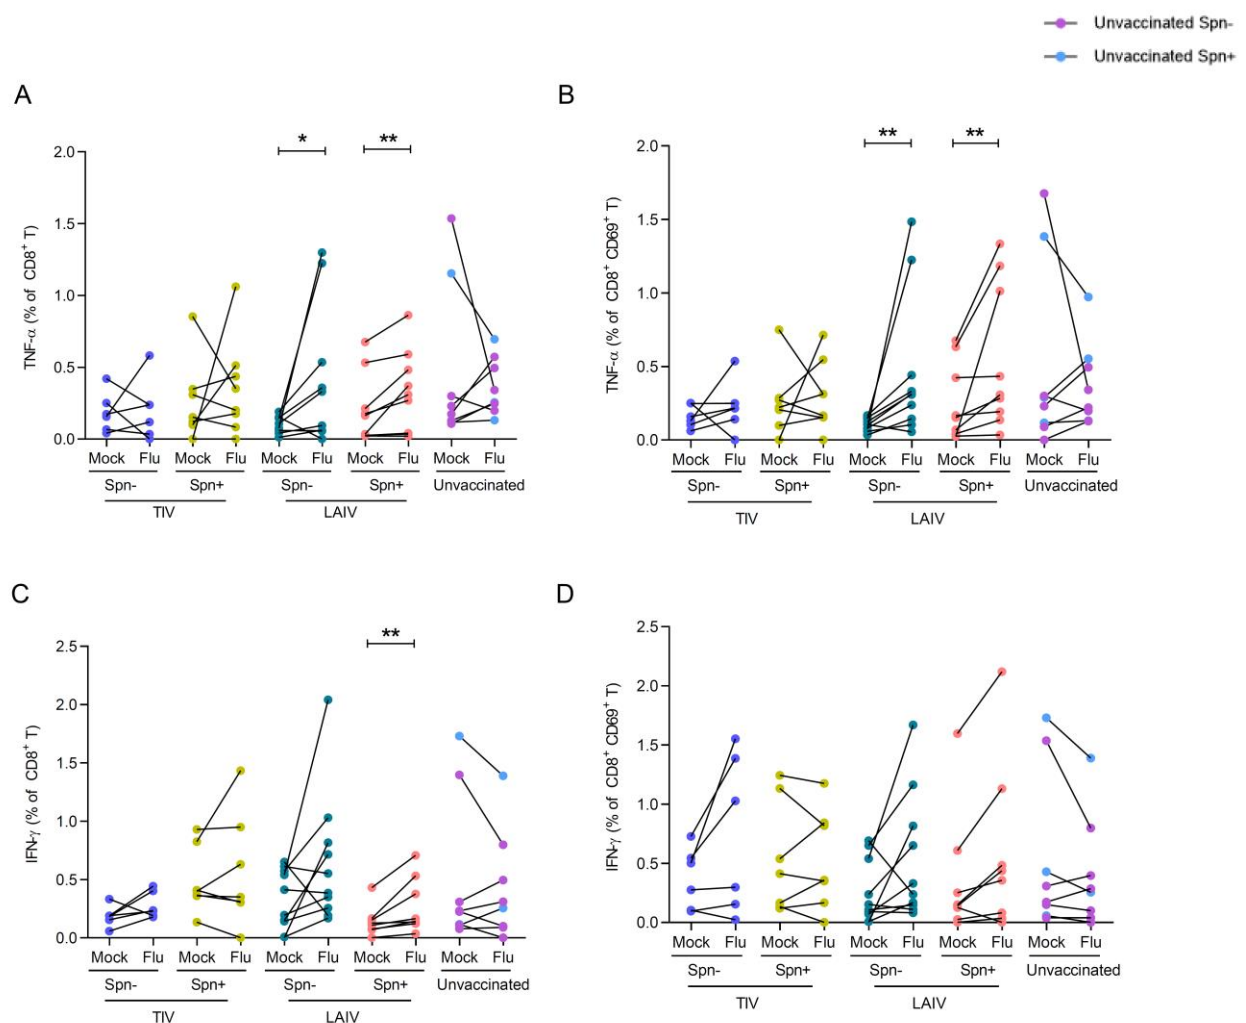 Unvaccinated Spn-
Unvaccinated Spn+
A
TNF-α (% of CD8+ T)
2.0
1.5
1.0
0.5
0.0
* **
Mock Flu Mock Flu Mock Flu Mock Flu Mock Flu
Spn- Spn+ Spn- Spn+ Unvaccinated
TIV LAIV
B
TNF-α (% of CD8+ CD69+ T)
2.0
1.5
1.0
0.5
0.0
** **
Mock Flu Mock Flu Mock Flu Mock Flu Mock Flu
Spn- Spn+ Spn- Spn+ Unvaccinated
TIV LAIV
C
IFN-γ (% of CD8+ T)
2.5
2.0
1.5
1.0
0.5
0.0
**
Mock Flu Mock Flu Mock Flu Mock Flu Mock Flu
Spn- Spn+ Spn- Spn+ Unvaccinated
TIV LAIV
D
IFN-γ (% of CD8+ CD69+ T)
2.5
2.0
1.5
1.0
0.5
0.0
Mock Flu Mock Flu Mock Flu Mock Flu Mock Flu
Spn- Spn+ Spn- Spn+ Unvaccinated
TIV LAIV